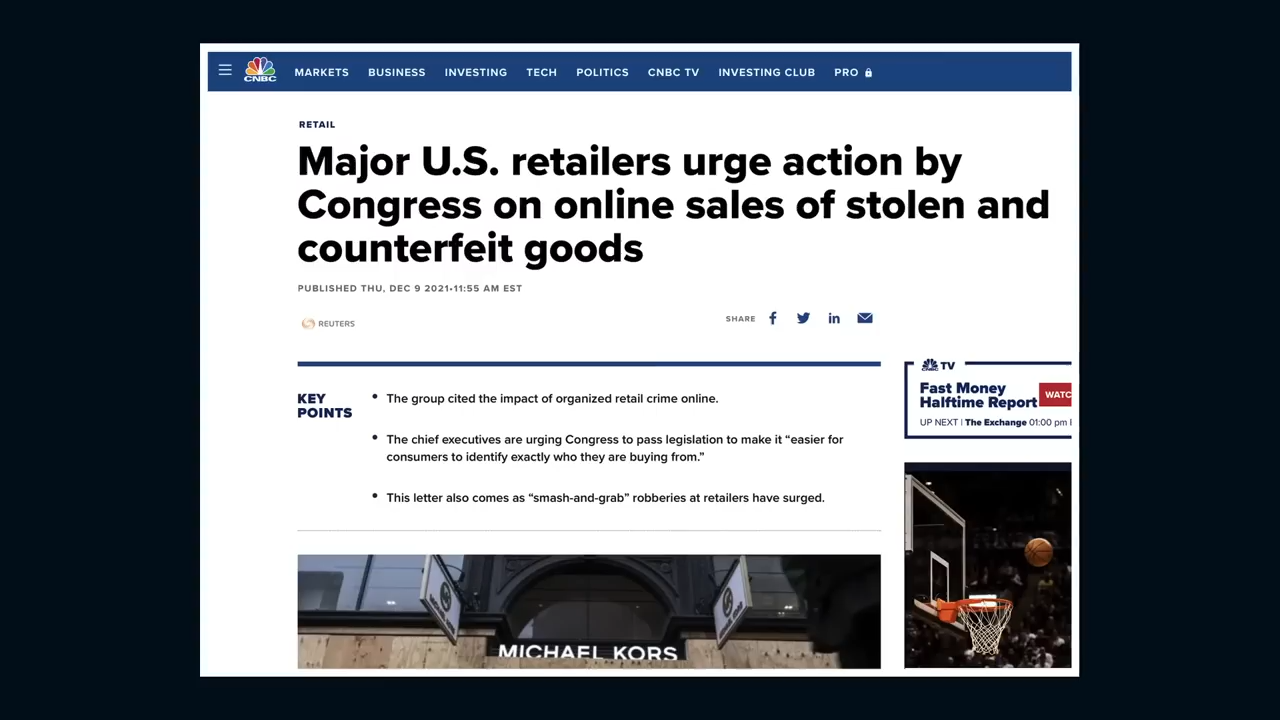 CNBC
MARKETS BUSINESS INVESTING TECH POLITICS CNBC TV INVESTING CLUB PRO
RETAIL
Major U.S. retailers urge action by
Congress on online sales of stolen and
counterfeit goods
PUBLISHED THU, DEC 9 2021•11:55 AM EST
REUTERS
SHARE
KEY
POINTS
• The group cited the impact of organized retail crime online.
• The chief executives are urging Congress to pass legislation to make it “easier for
consumers to identify exactly who they are buying from.”
• This letter also comes as “smash-and-grab” robberies at retailers have surged.
CNBC TV
Fast Money
Halftime Report
WATC
UP NEXT | The Exchange 01:00 pm
MICHAEL KORS